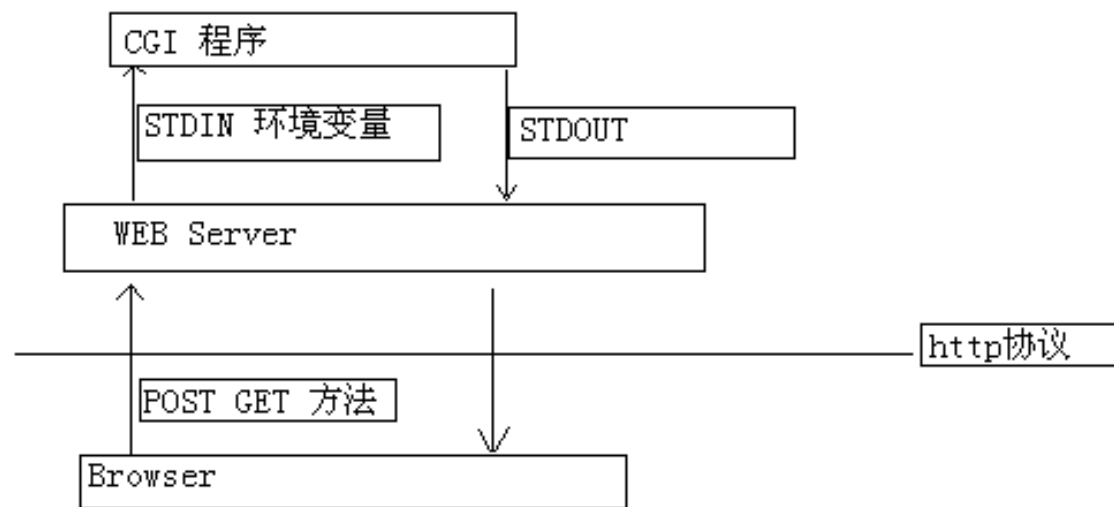 CGI 程序
STDIN 环境变量
STDOUT
WEB Server
http协议
POST GET 方法
Browser